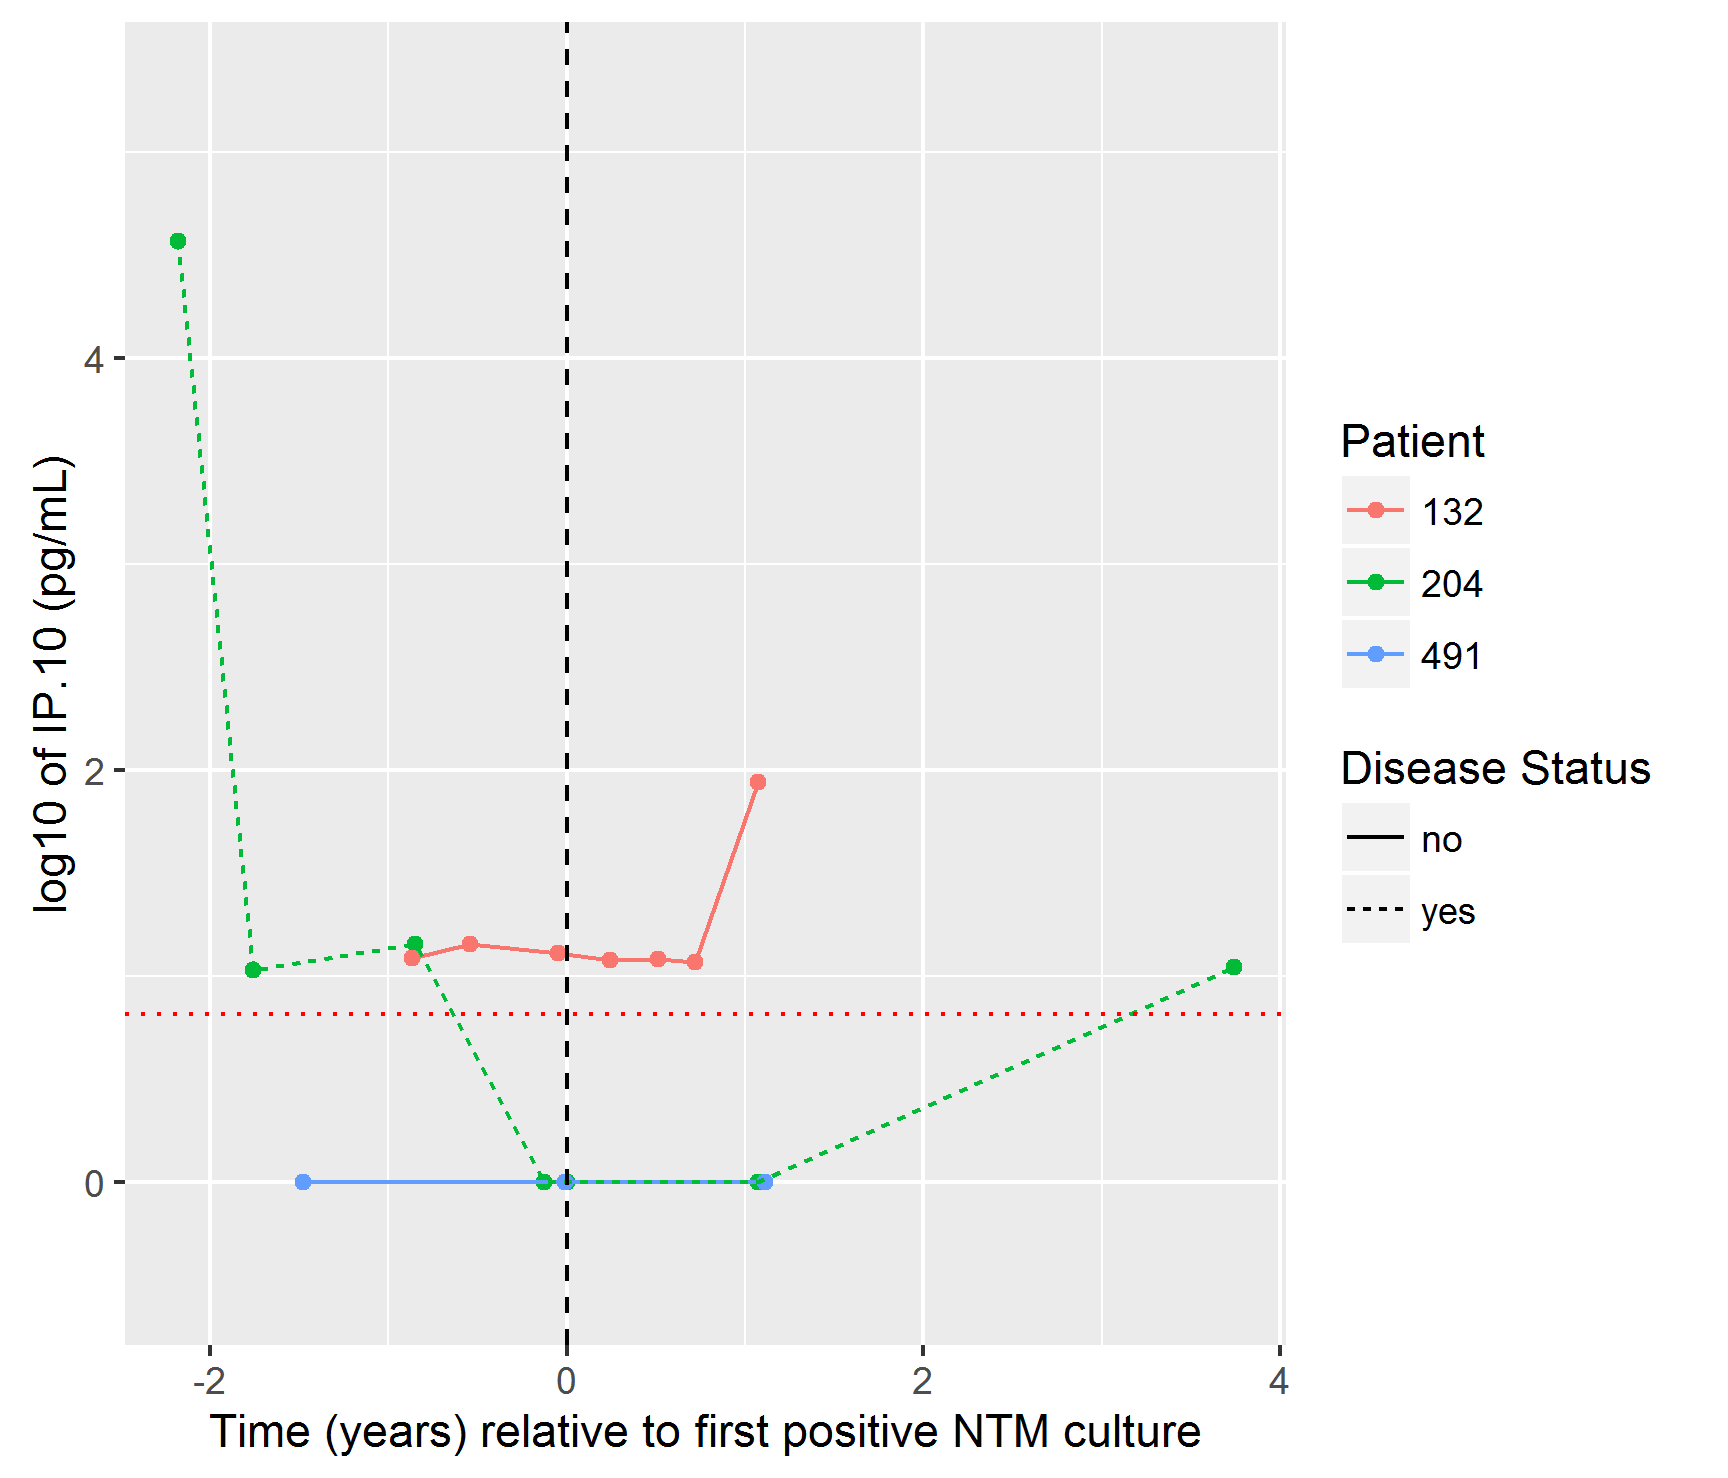 log10 of IP.10 (pg/mL)
4
2
0
-2
0
2
4
Time (years) relative to first positive NTM culture
Patient
132
204
491
Disease Status
no
yes